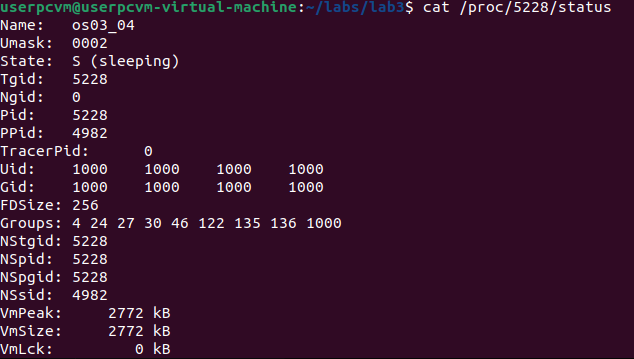 userpcvm@userpcvm-virtual-machine:~/labs/lab3$ cat /proc/5228/status
Name:   os03_04
Umask:  0002
State:  S (sleeping)
Tgid:   5228
Ngid:   0
Pid:    5228
PPid:   4982
TracerPid:      0
Uid:    1000    1000    1000    1000
Gid:    1000    1000    1000    1000
FDSize: 256
Groups: 4 24 27 30 46 122 135 136 1000
NStgid: 5228
NSpid:  5228
NSpgid: 5228
NSsid:  4982
VmPeak:     2772 kB
VmSize:     2772 kB
VmLck:         0 kB